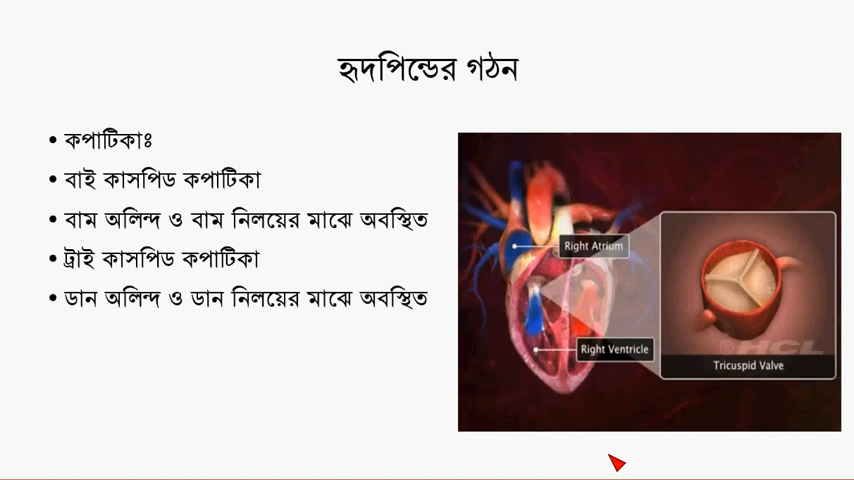 হৃদপিন্ডের গঠন
• কপাটিকাঃ
• বাই কাসপিড কপাটিকা
• বাম অলিন্দ ও বাম নিলয়ের মাঝে অবস্থিত
• ট্রাই কাসপিড কপাটিকা
• ডান অলিন্দ ও ডান নিলয়ের মাঝে অবস্থিত
Right Atrium
Right Ventricle
HCL
Tricuspid Valve